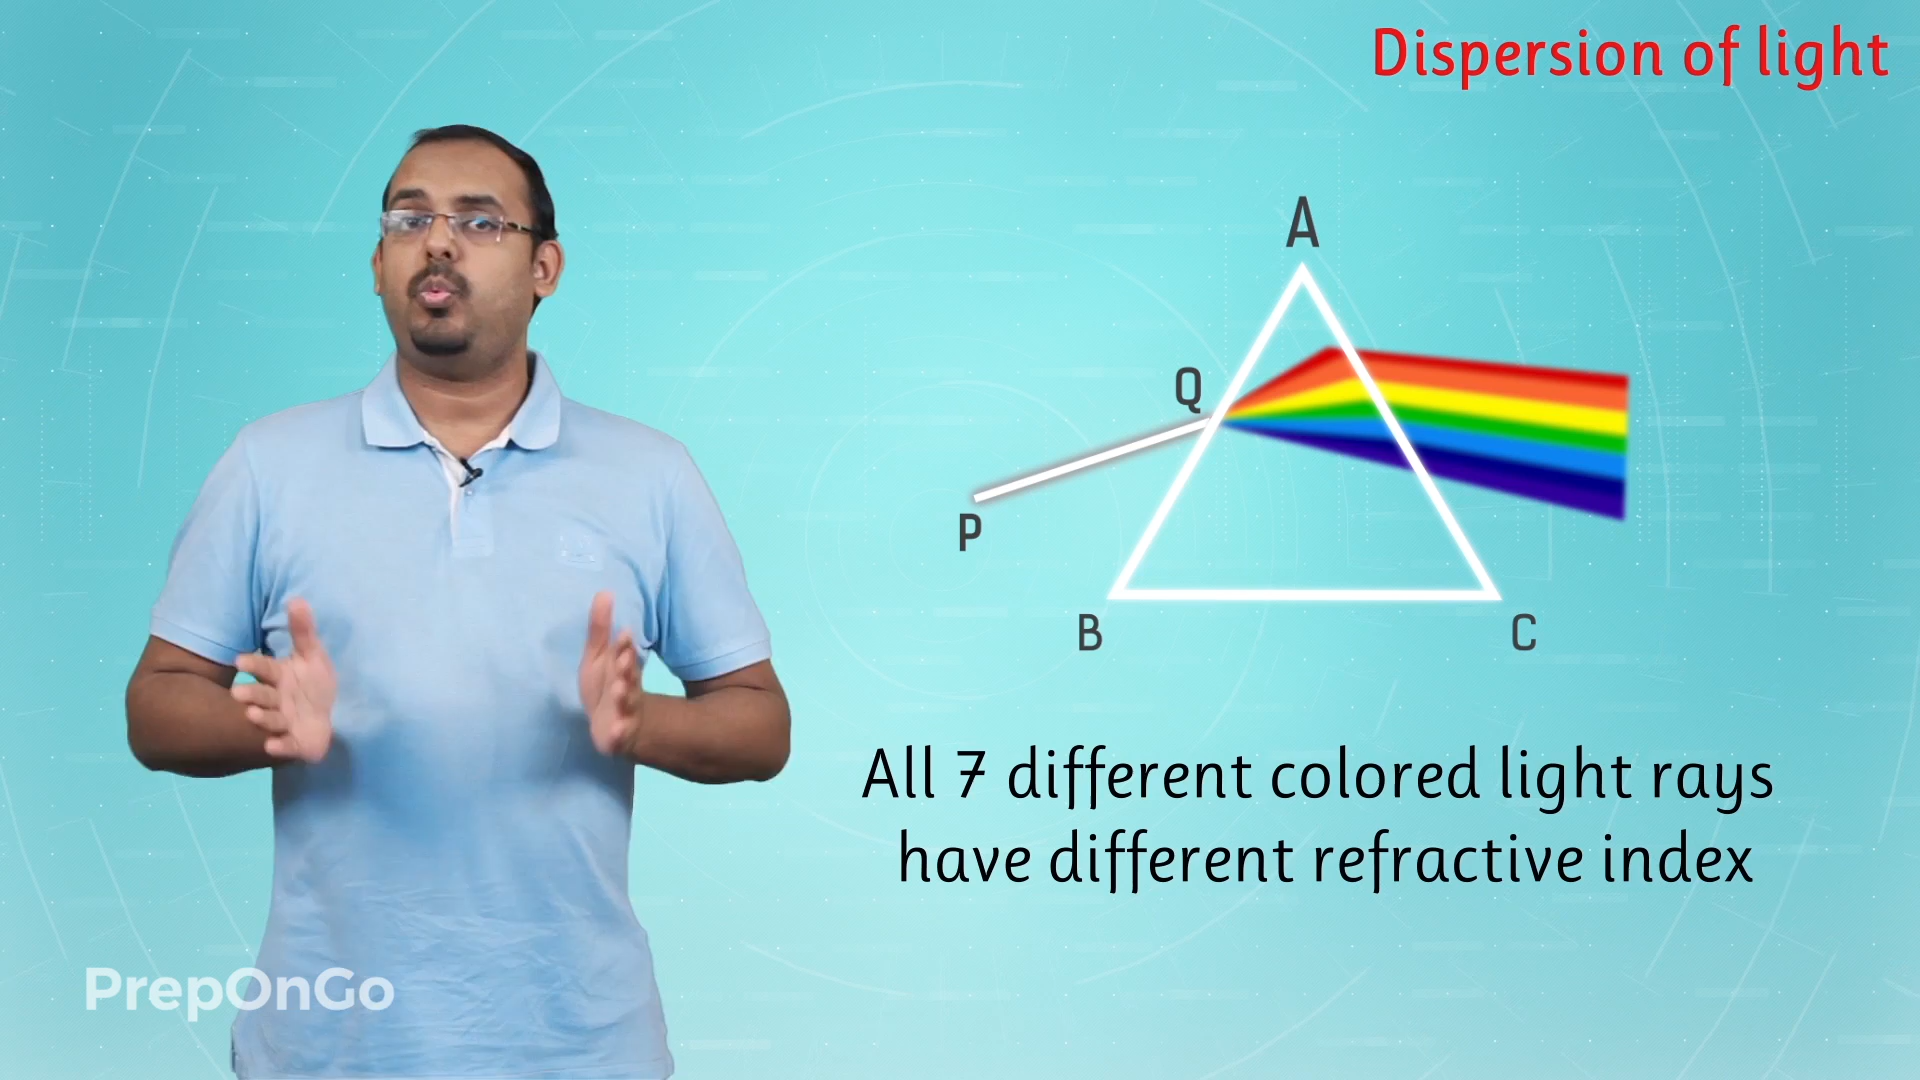 Dispersion of light
A
Q
P
B
C
All 7 different colored light rays
have different refractive index
PrepOnGo